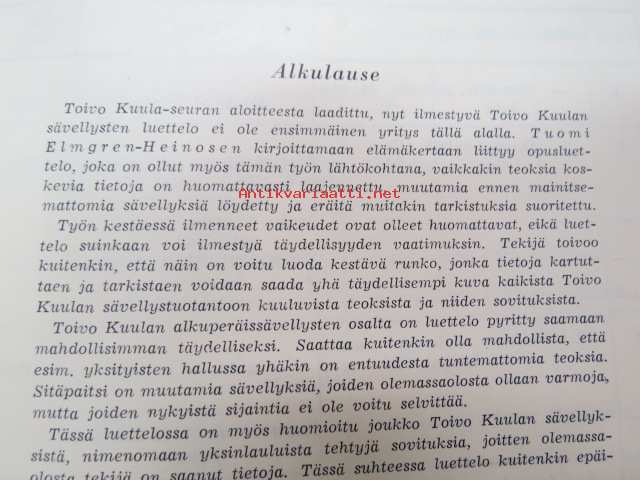 Alkulause
Toivo Kuula-seuran aloitteesta laadittu, nyt ilmestyvä Toivo Kuulan
sävellysten luettelo ei ole ensimmäinen yritys tällä alalla. Tuomi
Elmgren-Heinosen kirjoittamaan elämäkertaan liittyy opusluet-
telo, joka on ollut myös tämän työn lähtökohtana, vaikkakin teoksia kos-
kevia tietoja on huomattavasti laajennettu, muutamia ennen mainitse-
Antikvariaatti.net
mattomia sävellyksiä löydetty ja eräitä muitakin tarkistuksia suoritettu.
Työn kestäessä ilmenneet vaikeudet ovat olleet huomattavat, eikä luet-
telo suinkaan voi ilmestyä täydellisyyden vaatimuksin. Tekijä toivoo
kuitenkin, että näin on voitu luoda kestävä runko, jonka tietoja kartut-
taen ja tarkistaen voidaan saada yhä täydellisempi kuva kaikista Toivo
Kuulan sävellystuotantoon kuuluvista teoksista ja niiden sovituksista.
Toivo Kuulan alkuperäissävellysten osalta on luettelo pyritty saamaan
mahdollisimman täydelliseksi. Saattaa kuitenkin olla mahdollista, että
esim. yksityisten hallussa yhäkin on entuudesta tuntemattomia teoksia.
Sitäpaitsi on muutamia sävellyksiä, joiden olemassaolosta ollaan varmoja,
mutta joiden nykyistä sijaintia ei ole voitu selvittää.
Tässä luettelossa on myös huomioitu joukko Toivo Kuulan sävellyk-
sistä, nimenomaan yksinlauluista tehtyjä sovituksia, joitten olemassa-
olosta tekijä on saanut tietoja. Tässä suhteessa luettelo kuitenkin epäi-